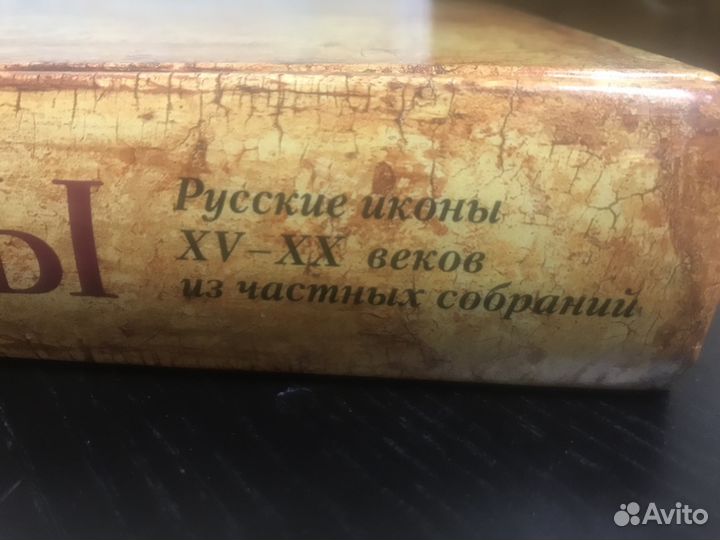 Русские иконы
XV–XX веков
из частных собраний
Avito